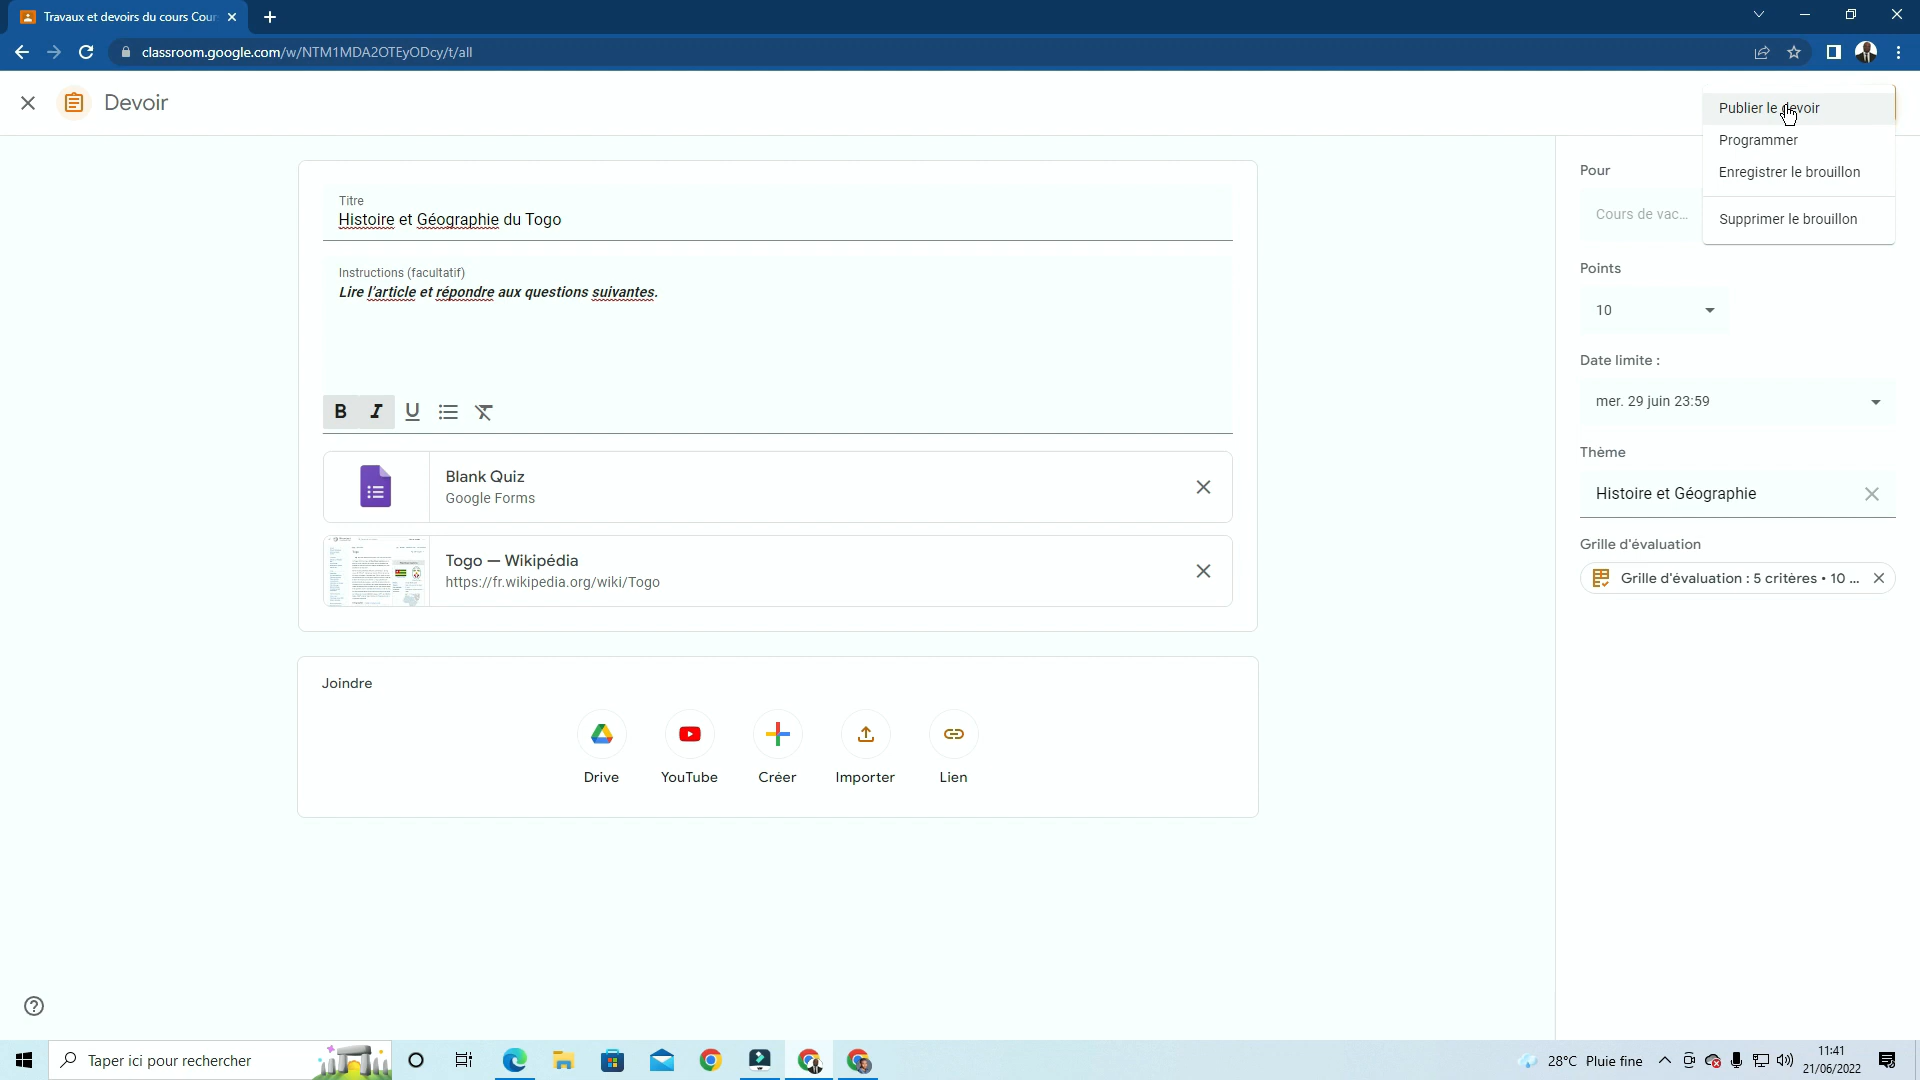 Travaux et devoirs du cours Cour
classroom.google.com/w/NTM1MDA2OTEyODcy/t/all
Devoir
Publier le devoir
Programmer
Enregistrer le brouillon
Supprimer le brouillon
Titre
Histoire et Géographie du Togo
Instructions (facultatif)
Lire l'article et répondre aux questions suivantes.
B I U
Blank Quiz
Google Forms
Togo — Wikipédia
https://fr.wikipedia.org/wiki/Togo
Joindre
Drive
YouTube
Créer
Importer
Lien
Pour
Cours de vac...
Points
10
Date limite :
mer. 29 juin 23:59
Thème
Histoire et Géographie
Grille d'évaluation
Grille d'évaluation : 5 critères • 10 ...
Taper ici pour rechercher
28°C Pluie fine
11:41
21/06/2022